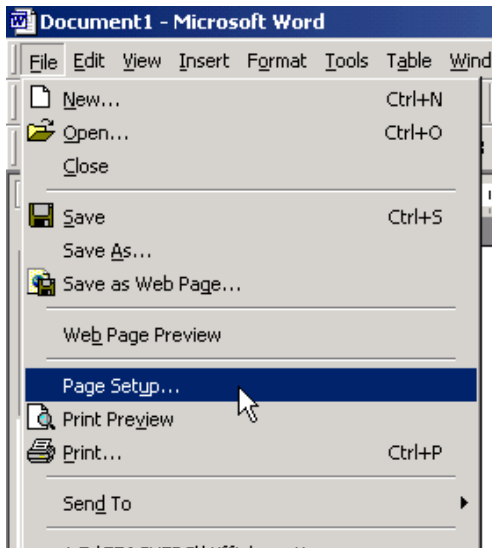 Document1 - Microsoft Word
File Edit View Insert Format Tools Table Wind
New... Ctrl+N
Open... Ctrl+O
Close
Save Ctrl+S
Save As...
Save as Web Page...
Web Page Preview
Page Setup...
Print Preview
Print... Ctrl+P
Send To